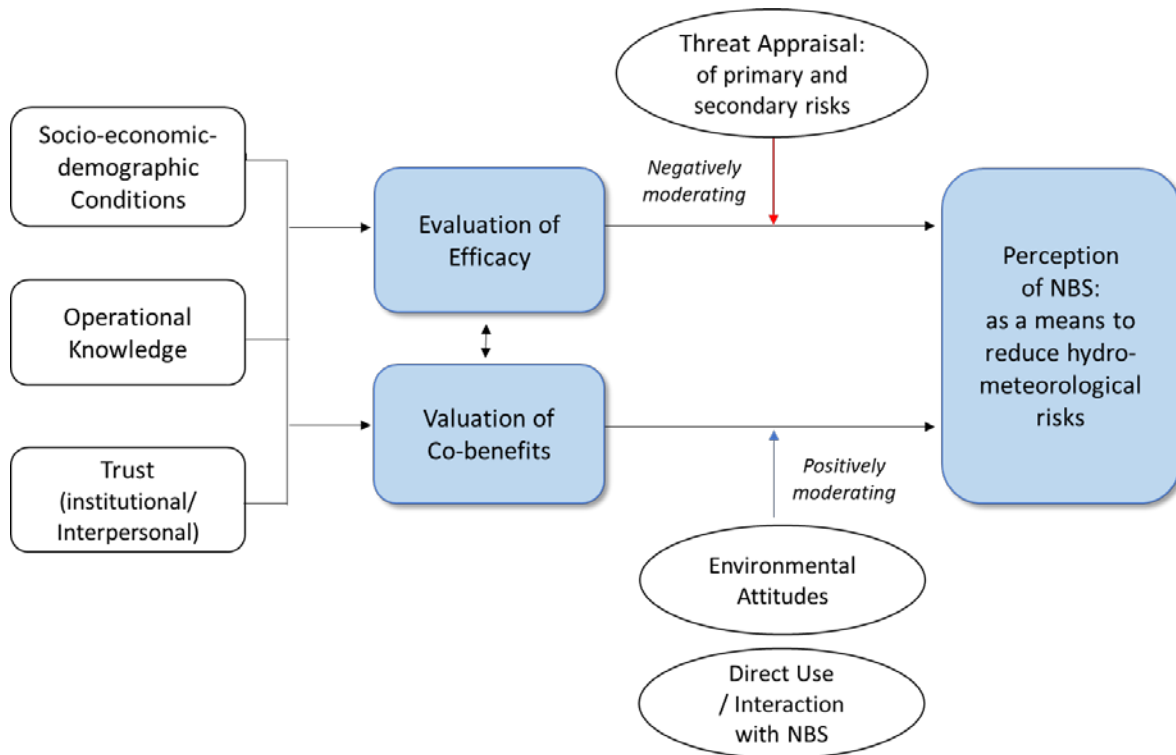 Threat Appraisal:
of primary and
secondary risks
Socio-economic-
demographic
Conditions
Negatively
moderating
Evaluation of
Efficacy
Operational
Knowledge
Perception
of NBS:
as a means to
reduce hydro-
meteorological
risks
Valuation of
Co-benefits
Trust
(institutional/
Interpersonal)
Positively
moderating
Environmental
Attitudes
Direct Use
/ Interaction
with NBS